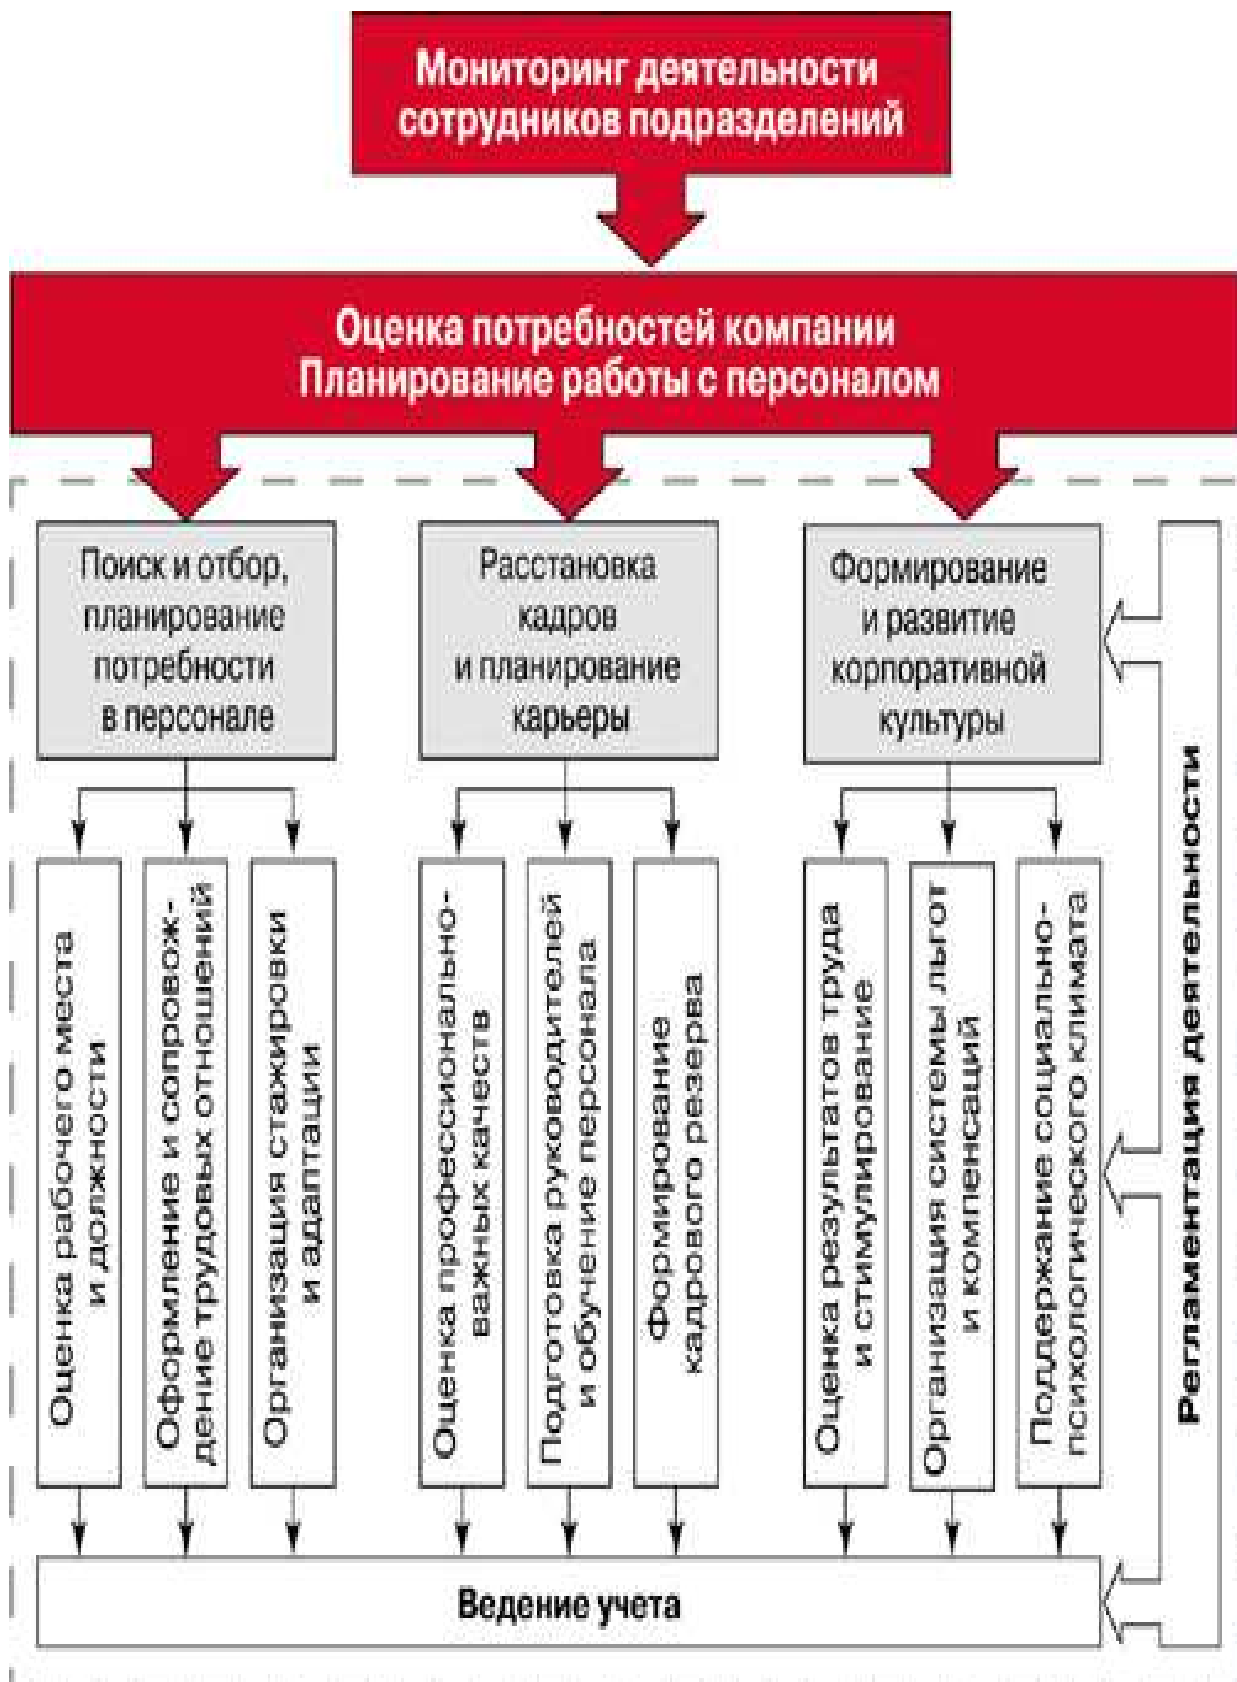 Мониторинг деятельности
сотрудников подразделений
Оценка потребностей компании
Планирование работы с персоналом
Поиск и отбор,
планирование
потребности
в персонале
Расстановка
кадров
и планирование
карьеры
Формирование
и развитие
корпоративной
культуры
Оценка рабочего места
и должности
Оформление и сопровож-
дение трудовых отношений
Организация стажировки
и адаптации
Оценка профессионально-
важных качеств
Подготовка руководителей
и обучение персонала
Формирование
кадрового резерва
Оценка результатов труда
и стимулирование
Организация системы льгот
и компенсаций
Поддержание социально-
психологического климата
Регламентация деятельности
Ведение учета